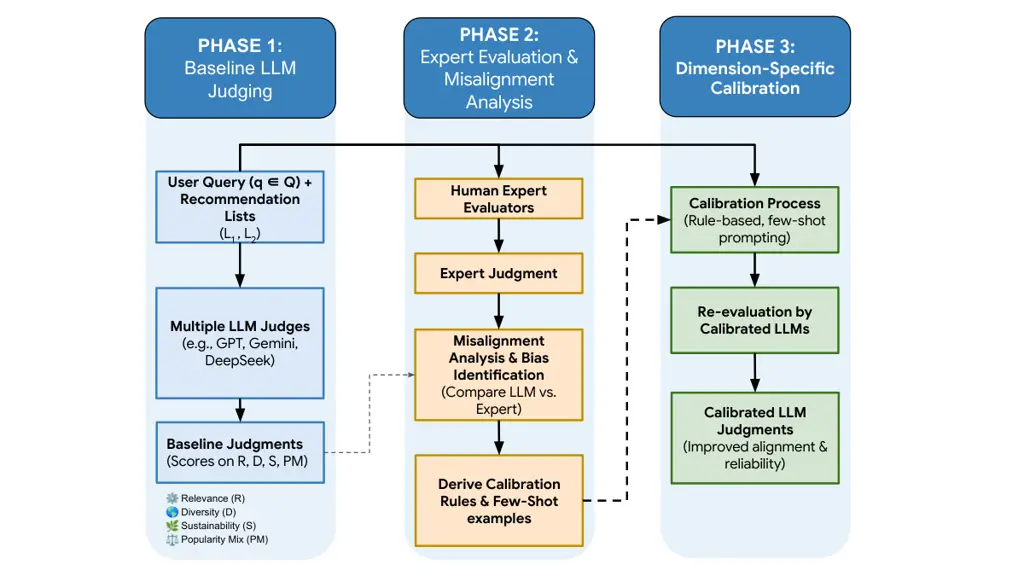 PHASE 1:
Baseline LLM
Judging
User Query (q ∈ Q) +
Recommendation
Lists
(L1, L2)
Multiple LLM Judges
(e.g., GPT, Gemini,
DeepSeek)
Baseline Judgments
(Scores on R, D, S, PM)
Relevance (R)
Diversity (D)
Sustainability (S)
Popularity Mix (PM)
PHASE 2:
Expert Evaluation &
Misalignment
Analysis
Human Expert
Evaluators
Expert Judgment
Misalignment
Analysis & Bias
Identification
(Compare LLM vs.
Expert)
Derive Calibration
Rules & Few-Shot
examples
PHASE 3:
Dimension-Specific
Calibration
Calibration Process
(Rule-based, few-shot
prompting)
Re-evaluation by
Calibrated LLMs
Calibrated LLM
Judgments
(Improved alignment &
reliability)